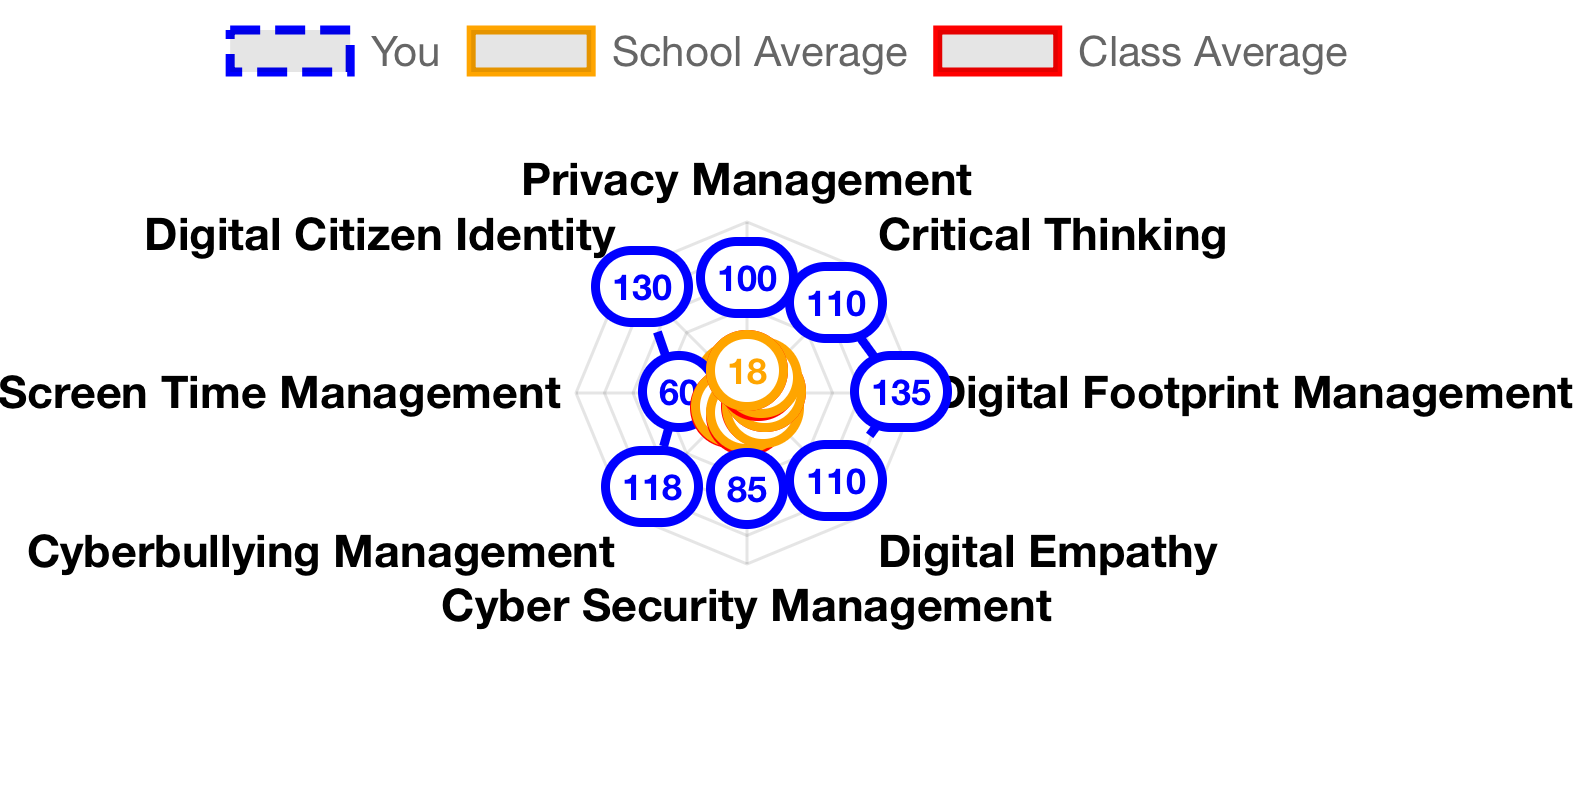 You School Average Class Average
Privacy Management
Digital Citizen Identity Critical Thinking
130 100 110
18
Screen Time Management 60 135 Digital Footprint Management
118 85 110
Cyberbullying Management Digital Empathy
Cyber Security Management